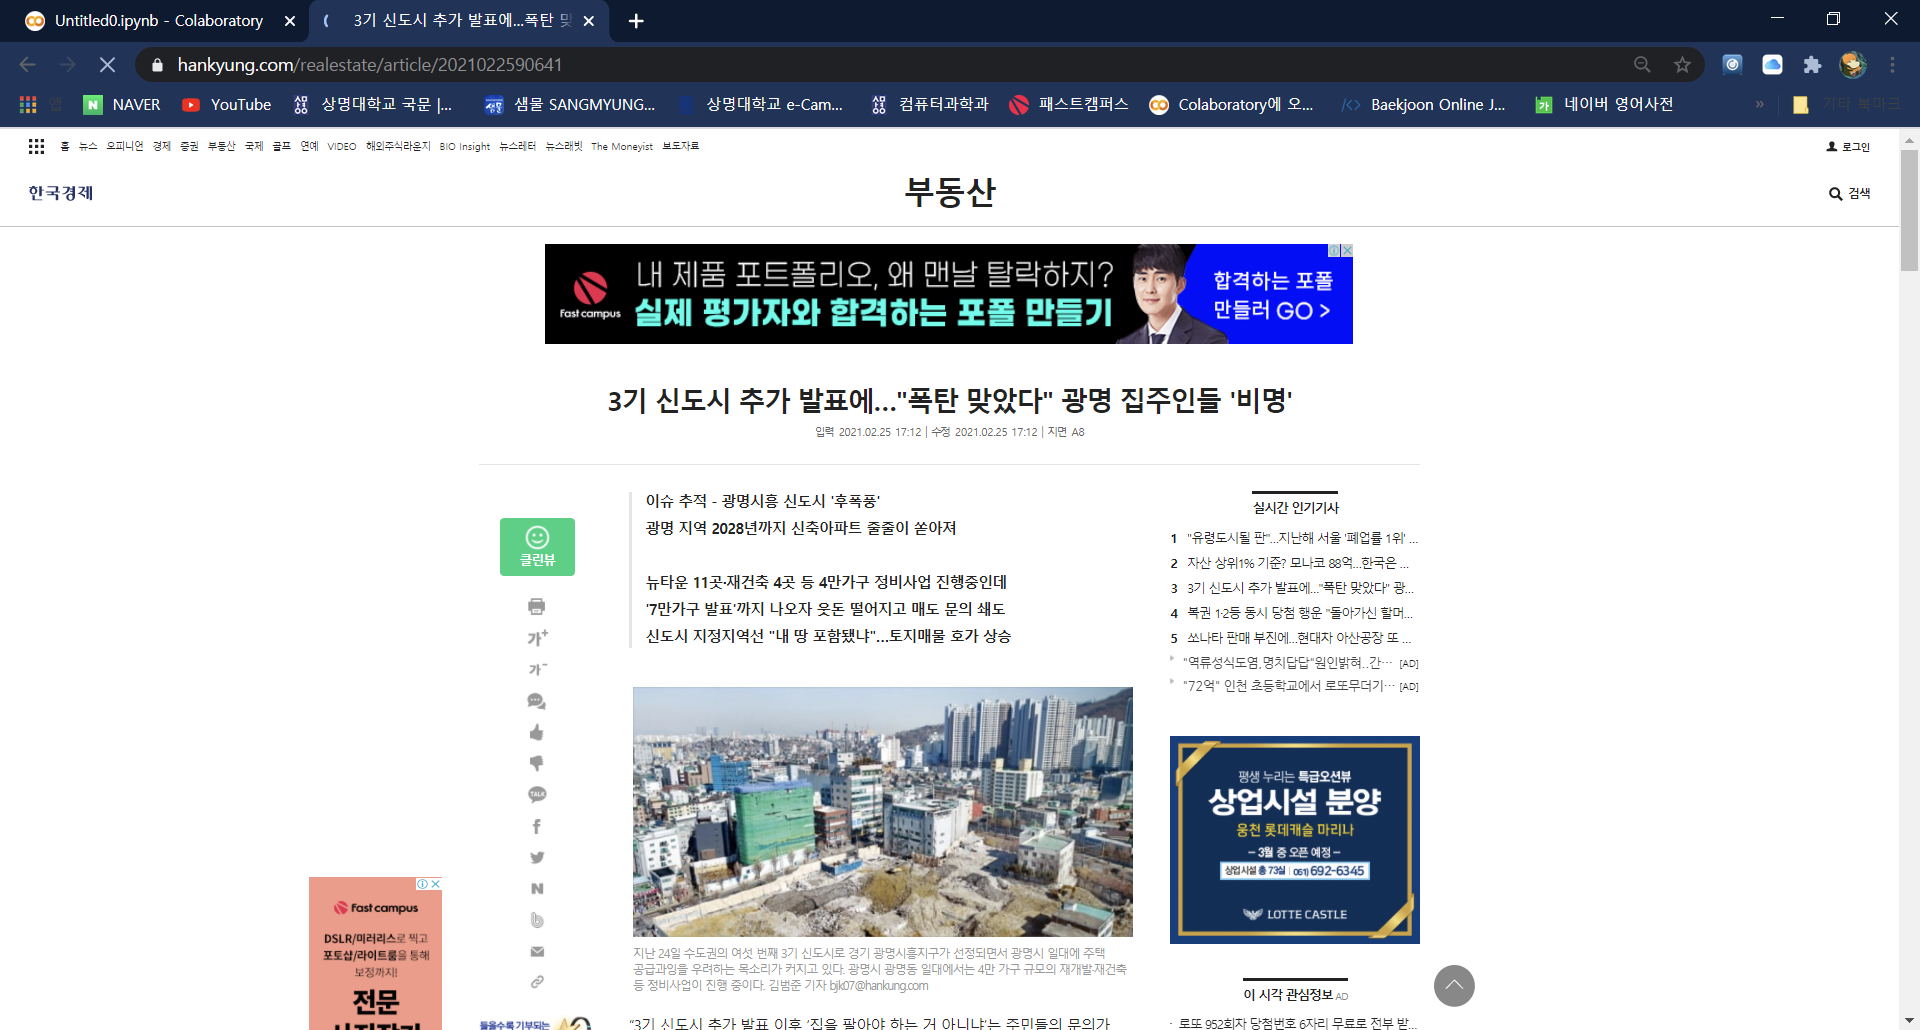 Untitled0.ipynb - Colaboratory
3기 신도시 추가 발표에..."폭탄 맞
hankyung.com/realestate/article/2021022590641
앱
NAVER
YouTube
상명대학교 국문 |...
샘물 SANGMYUNG...
상명대학교 e-Cam...
컴퓨터과학과
패스트캠퍼스
Colaboratory에 오...
Baekjoon Online J...
네이버 영어사전
»
기타 북마크
홈 뉴스 오피니언 경제 증권 부동산 국제 골프 연예 VIDEO 해외주식라운지 BIO Insight 뉴스레터 뉴스래빗 The Moneyist 보도자료
로그인
한국경제
부동산
검색
Fast campus
내 제품 포트폴리오, 왜 맨날 탈락하지?
실제 평가자와 합격하는 포폴 만들기
합격하는 포폴
만들러 GO >
3기 신도시 추가 발표에..."폭탄 맞았다" 광명 집주인들 '비명'
입력 2021.02.25 17:12 | 수정 2021.02.25 17:12 | 지면 A8
클린뷰
가+
가-
TALK
이슈 추적 - 광명시흥 신도시 '후폭풍'
광명 지역 2028년까지 신축아파트 줄줄이 쏟아져
뉴타운 11곳·재건축 4곳 등 4만가구 정비사업 진행중인데
'7만가구 발표'까지 나오자 웃돈 떨어지고 매도 문의 쇄도
신도시 지정지역선 "내 땅 포함됐냐"...토지매물 호가 상승
지난 24일 수도권의 여섯 번째 3기 신도시로 경기 광명시흥지구가 선정되면서 광명시 일대에 주택
공급과잉을 우려하는 목소리가 커지고 있다. 광명시 광명동 일대에서는 4만 가구 규모의 재개발·재건축
등 정비사업이 진행 중이다. 김범준 기자 bjk07@hankung.com
"3기 신도시 추가 발표 이후 '집을 팔아야 하는 거 아니냐'는 주민들의 문의가
실시간 인기기사
1 "유령도시될 판"...지난해 서울 '폐업률 1위' ...
2 자산 상위1% 기준? 모나코 88억...한국은 ...
3 3기 신도시 추가 발표에..."폭탄 맞았다" 광...
4 복권 1·2등 동시 당첨 행운 "돌아가신 할머...
5 쏘나타 판매 부진에...현대차 아산공장 또 ...
"역류성식도염,명치답답"원인밝혀..간… [AD]
"72억" 인천 초등학교에서 로또무더기… [AD]
평생 누리는 특급오션뷰
상업시설 분양
웅천 롯데캐슬 마리나
– 3월 중 오픈 예정 –
상업시설 총 73실 | 061) 692-6345
LOTTE CASTLE
이 시각 관심정보 AD
· 로또 952회차 당첨번호 6자리 무료로 전부 받...
Fast campus
DSLR/미러리스로 찍고
포토샵/라이트룸을 통해
보정까지!
전문
사진작가
들을수록 기부되는